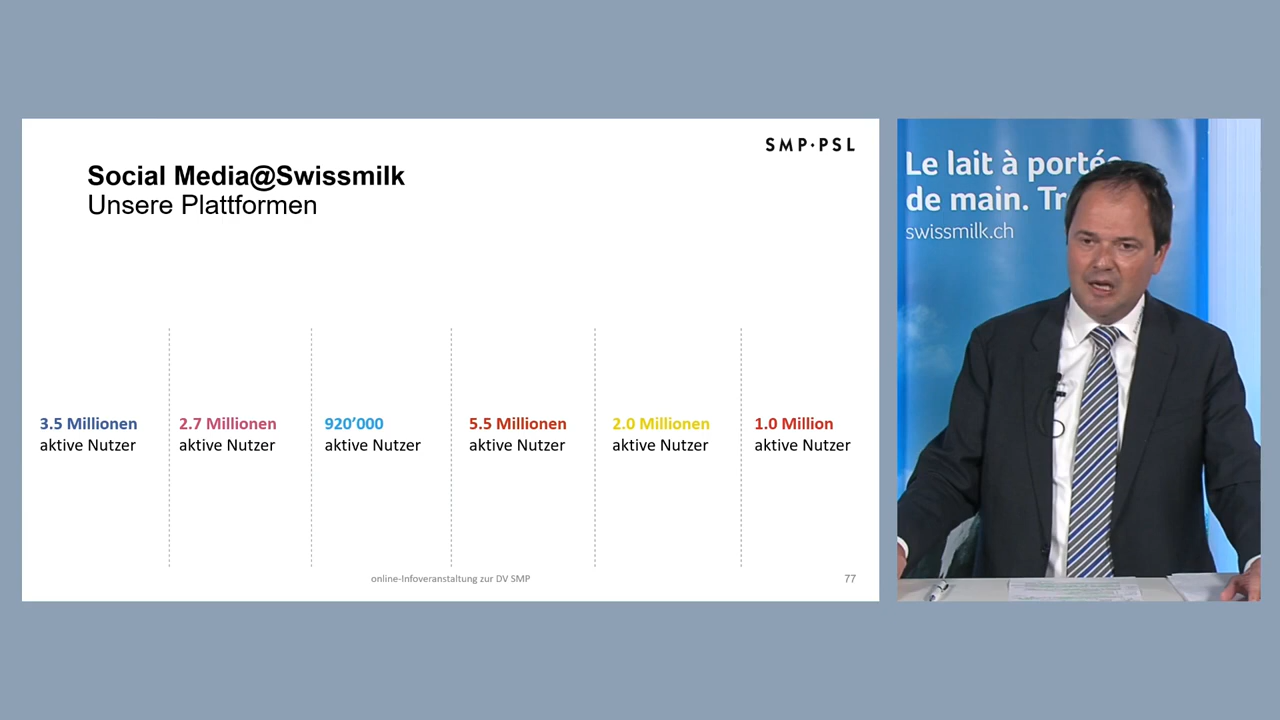 SMP·PSL
Social Media@Swissmilk
Unsere Plattformen
3.5 Millionen
aktive Nutzer
2.7 Millionen
aktive Nutzer
920’000
aktive Nutzer
5.5 Millionen
aktive Nutzer
2.0 Millionen
aktive Nutzer
1.0 Million
aktive Nutzer
online-Infoveranstaltung zur DV SMP
77
Le lait à portée
de main.
swissmilk.ch